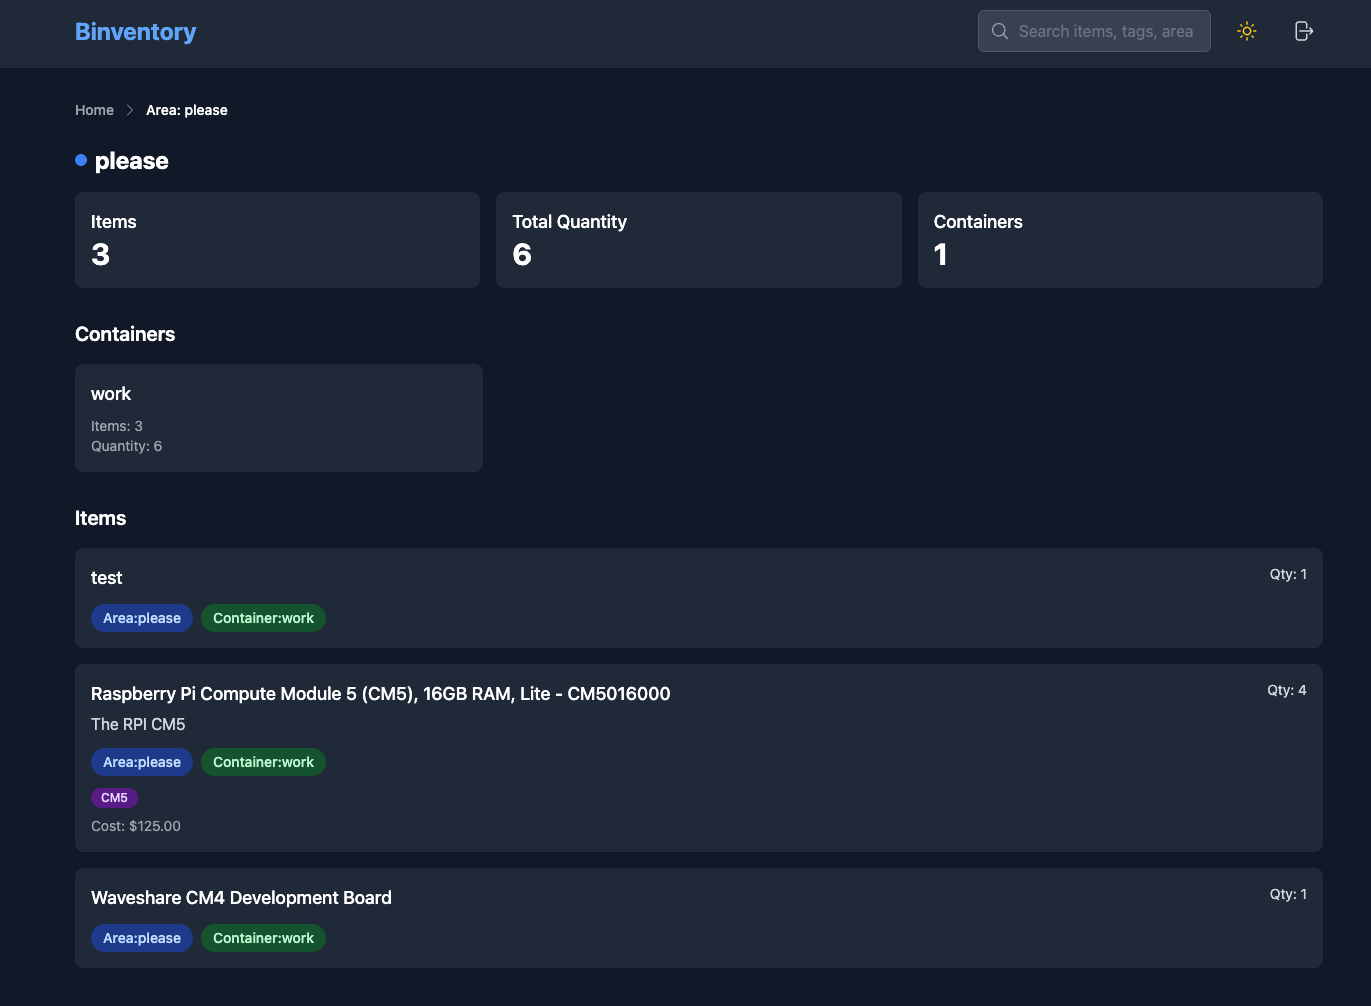 Binventory
Search items, tags, area
Home > Area: please
please
Items
3
Total Quantity
6
Containers
1
Containers
work
Items: 3
Quantity: 6
Items
test
Qty: 1
Area:please Container:work
Raspberry Pi Compute Module 5 (CM5), 16GB RAM, Lite - CM5016000
Qty: 4
The RPI CM5
Area:please Container:work
CM5
Cost: $125.00
Waveshare CM4 Development Board
Qty: 1
Area:please Container:work